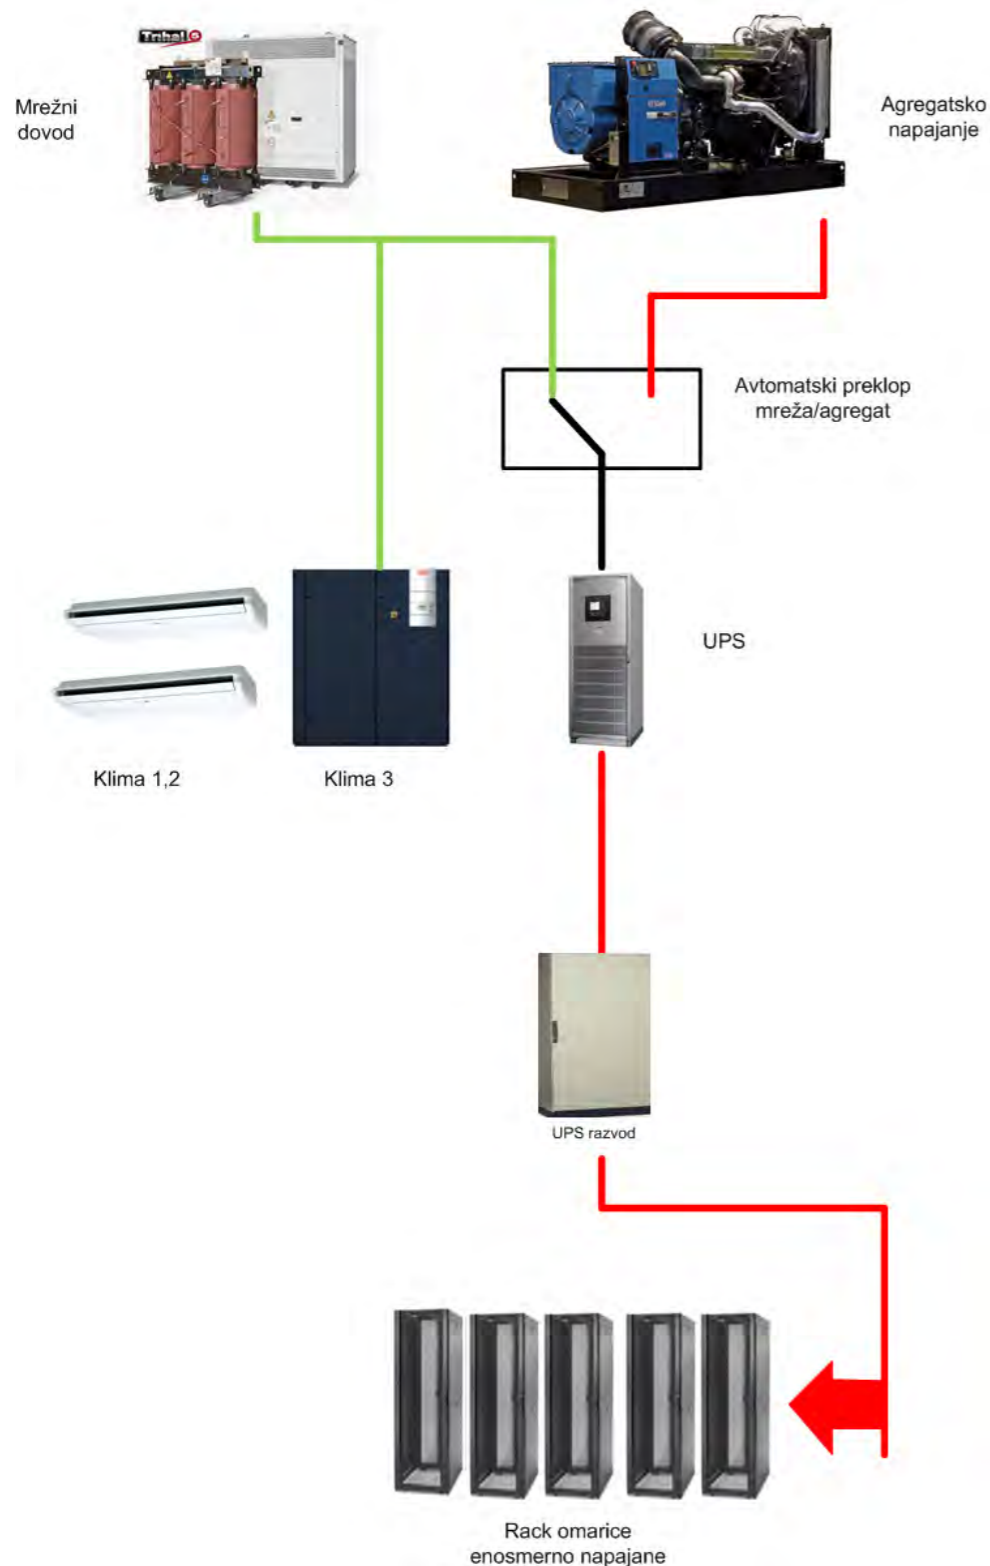 Trihal
Mrežni
dovod
Agregatsko
napajanje
Avtomatski preklop
mreža/agregat
UPS
Klima 1,2
Klima 3
UPS razvod
Rack omarice
enosmerno napajane